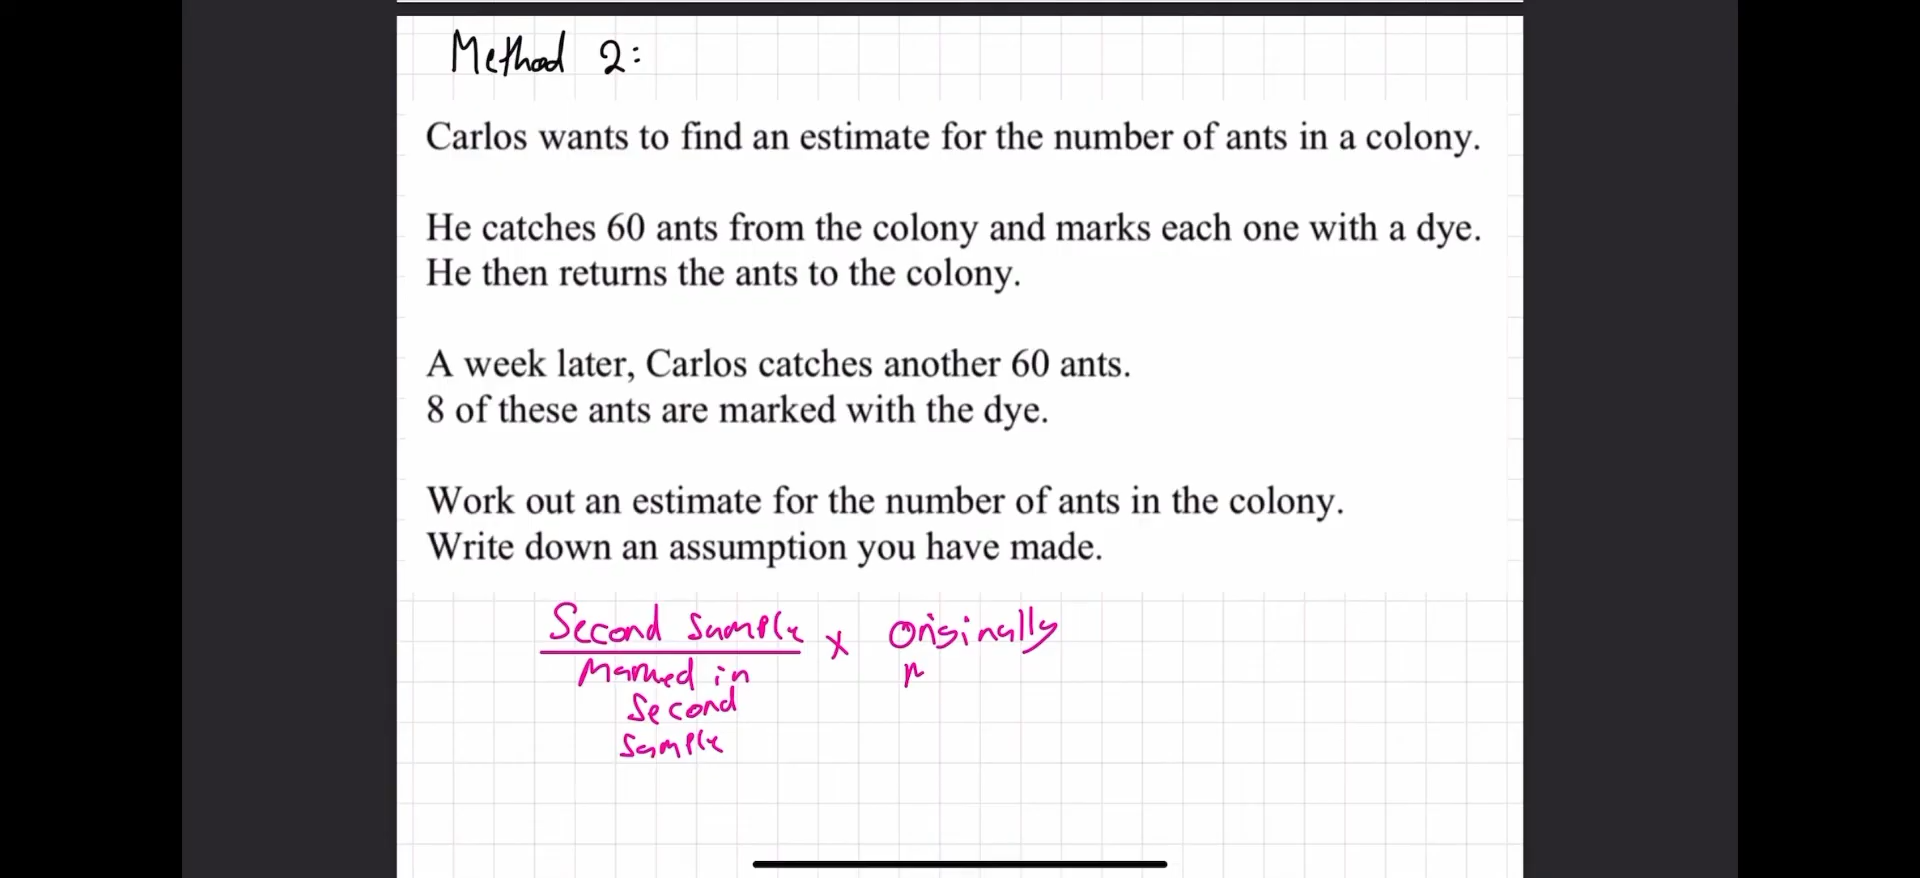 Method 2:
Carlos wants to find an estimate for the number of ants in a colony.
He catches 60 ants from the colony and marks each one with a dye.
He then returns the ants to the colony.
A week later, Carlos catches another 60 ants.
8 of these ants are marked with the dye.
Work out an estimate for the number of ants in the colony.
Write down an assumption you have made.
Second sample x Originally
Marked in
Second
sample